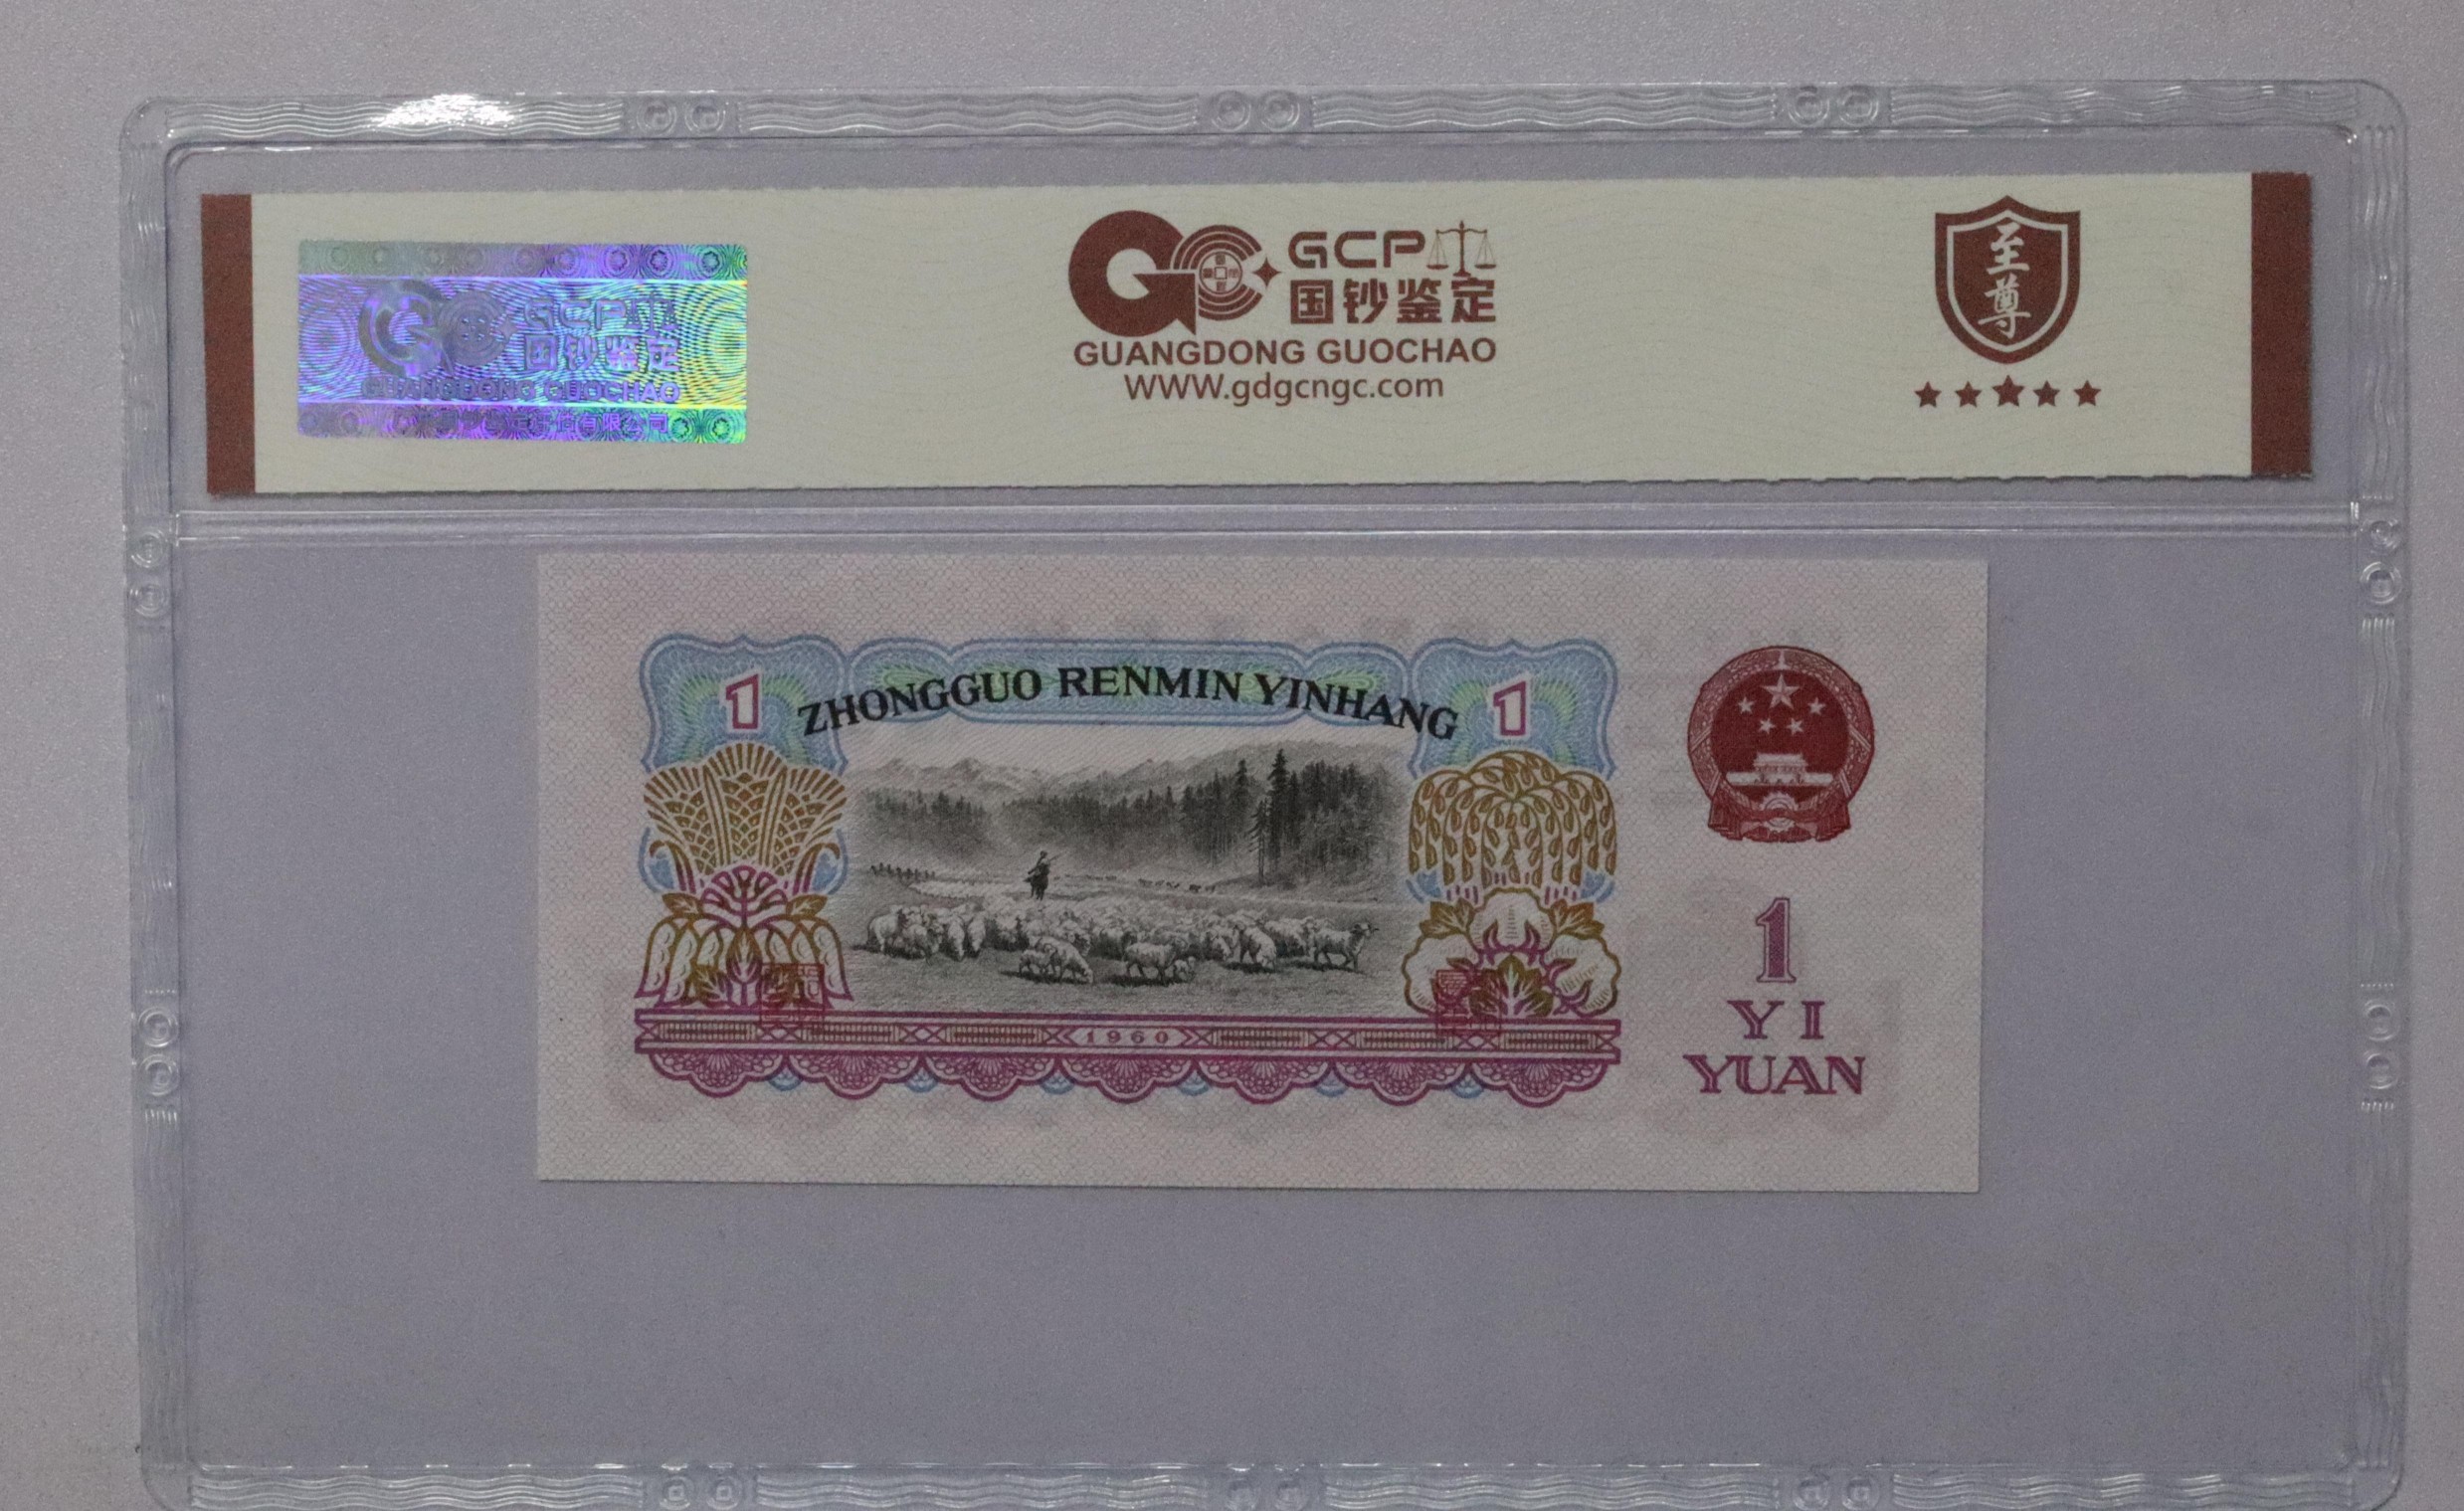 GCP
国钞鉴定
GUANGDONG GUOCHAO
WWW.gdgcngc.com
至尊
GCP
国钞鉴定
GUANGDONG GUOCHAO
ZHONGGUO RENMIN YINHANG
1
1
1960
1
YI
YUAN